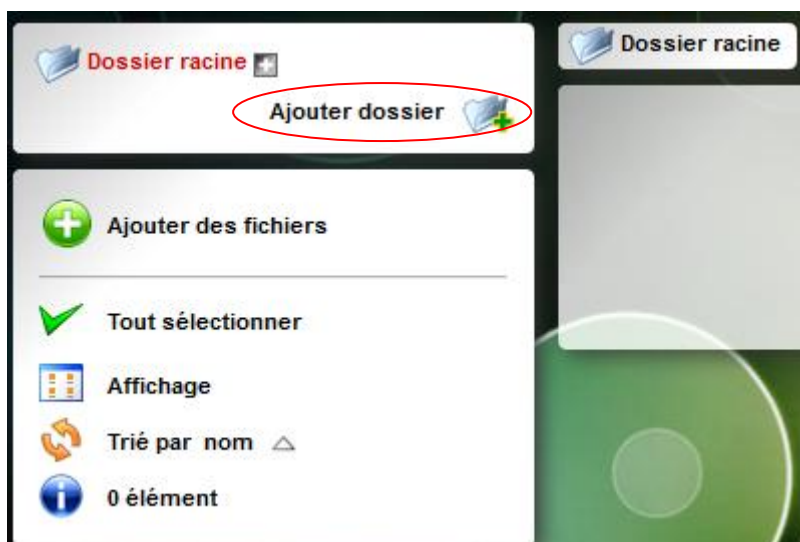 Dossier racine
Ajouter dossier
Ajouter des fichiers
Tout sélectionner
Affichage
Trié par nom
0 élément
Dossier racine